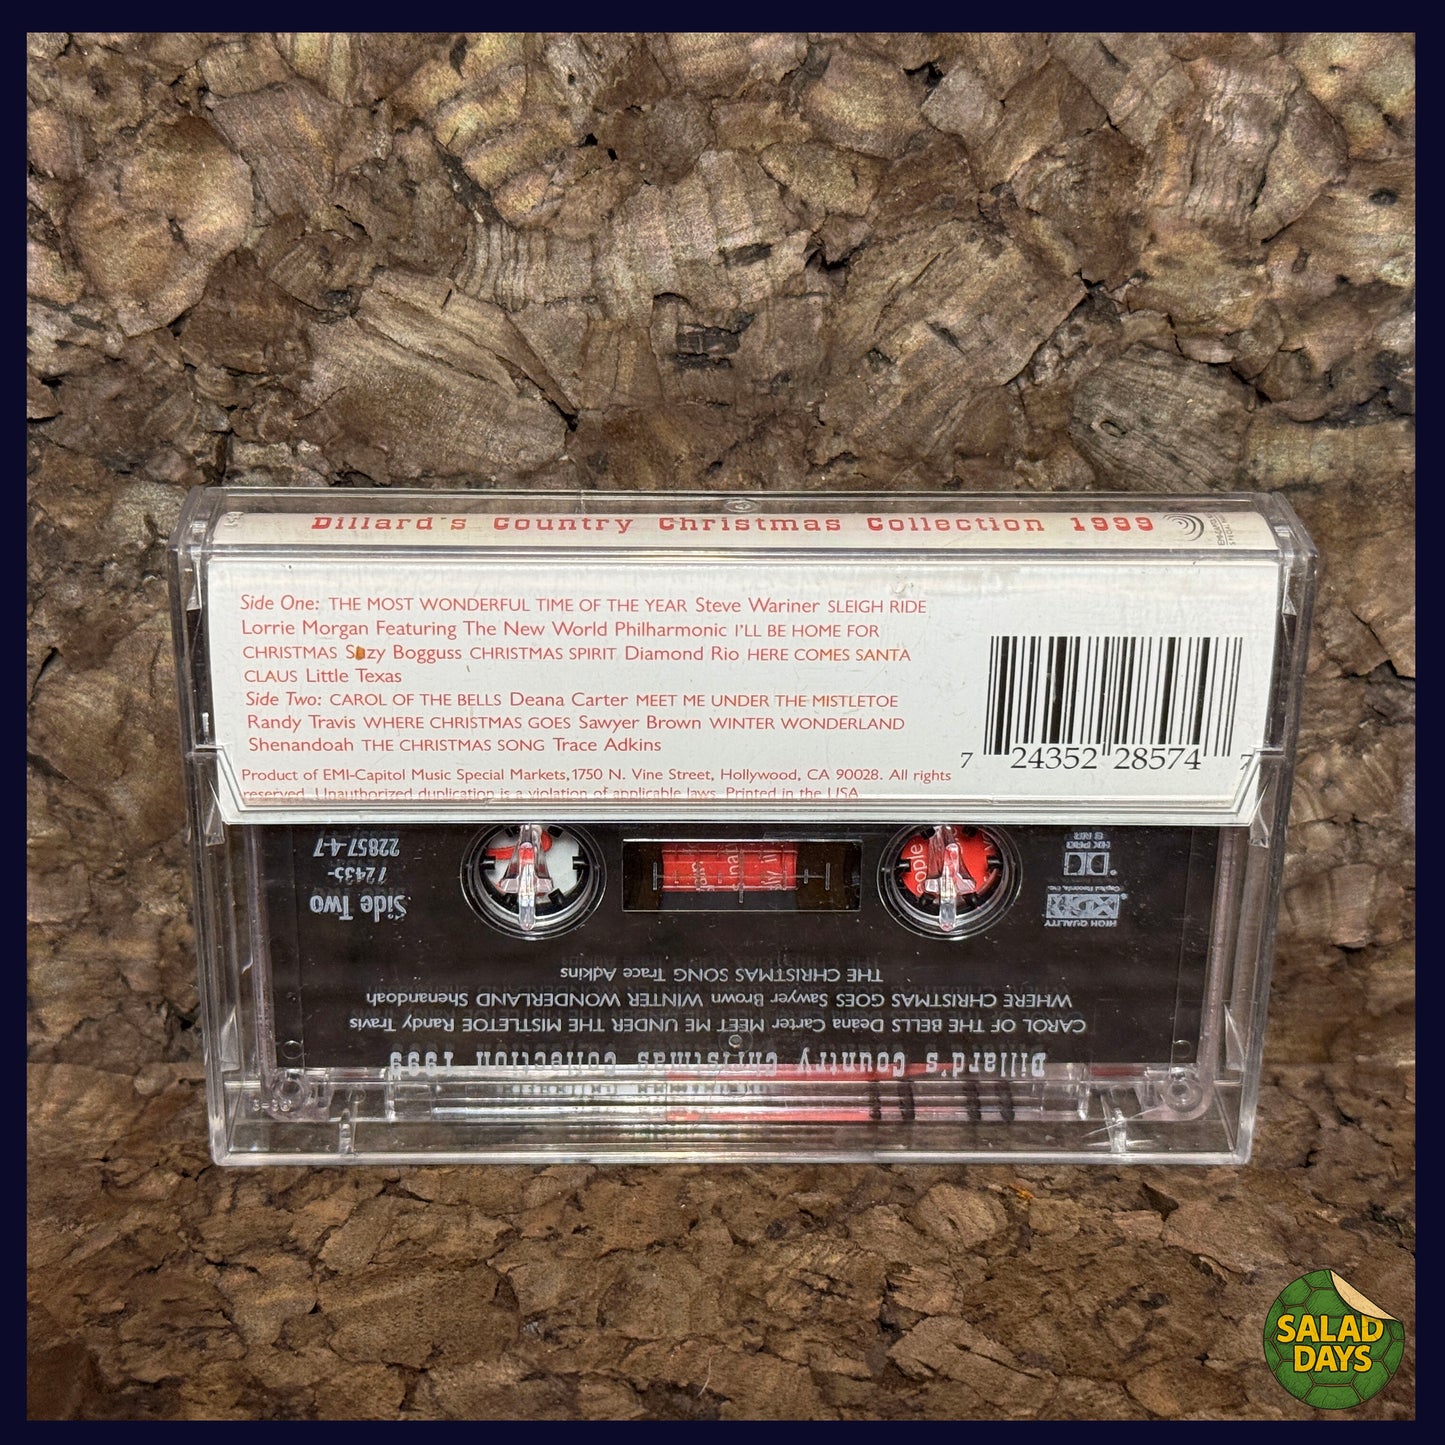 Dillard's Country Christmas Collection 1999
Side One: THE MOST WONDERFUL TIME OF THE YEAR Steve Wariner SLEIGH RIDE
Lorrie Morgan Featuring The New World Philharmonic I'LL BE HOME FOR
CHRISTMAS Suzy Bogguss CHRISTMAS SPIRIT Diamond Rio HERE COMES SANTA
CLAUS Little Texas
Side Two: CAROL OF THE BELLS Deana Carter MEET ME UNDER THE MISTLETOE
Randy Travis WHERE CHRISTMAS GOES Sawyer Brown WINTER WONDERLAND
Shenandoah THE CHRISTMAS SONG Trace Adkins
Product of EMI-Capitol Music Special Markets, 1750 N. Vine Street, Hollywood, CA 90028. All rights
reserved. Unauthorized duplication is a violation of applicable laws. Printed in the USA
7 24352 28574 7
Dillard's Country Christmas Collection 1999
CAROL OF THE BELLS Deana Carter MEET ME UNDER THE MISTLETOE Randy Travis
WHERE CHRISTMAS GOES Sawyer Brown WINTER WONDERLAND Shenandoah
THE CHRISTMAS SONG Trace Adkins
HIGH QUALITY
XDR
Capitol Records, Inc.
HX PRO
B NR
Side Two
72435-
22857-4-7
SALAD
DAYS